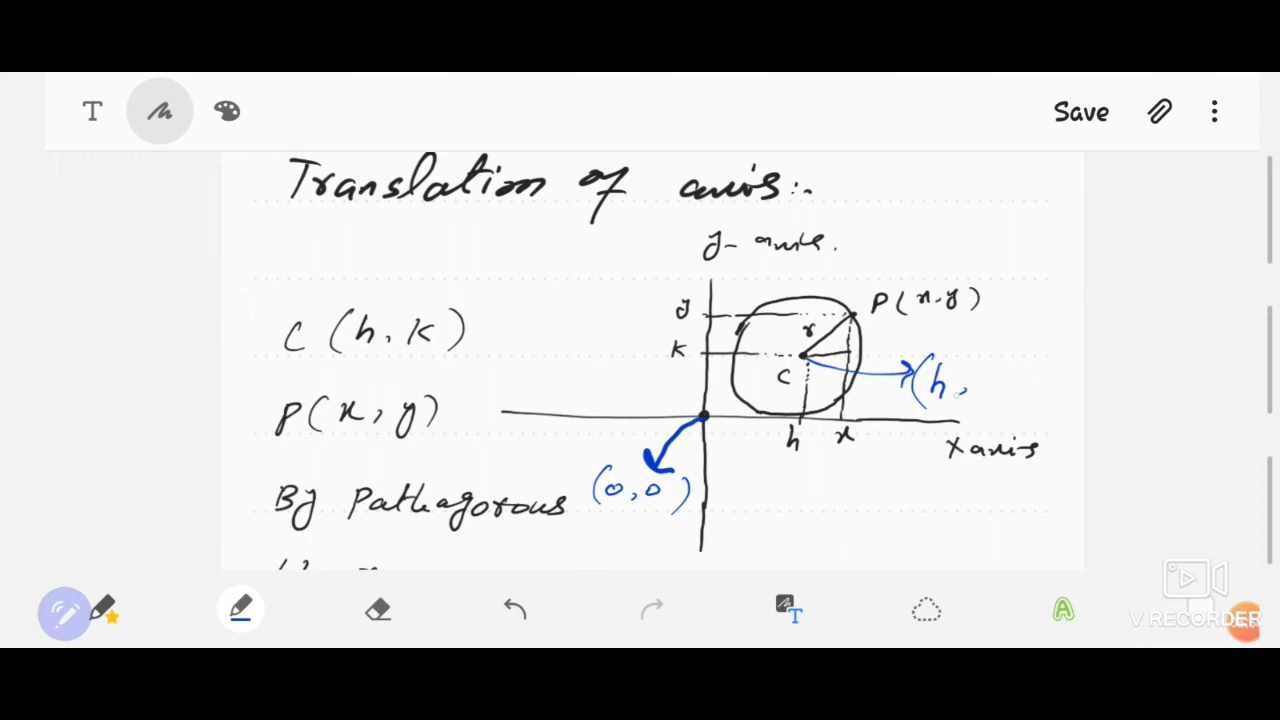 T
Save
Translation of axis:-
y- axis.
C (h, k)
y
P(x, y)
r
k
C
(h,
P(x, y)
h
x
X axis
By Pathagorous
(0,0)
T
A
V RECORDER